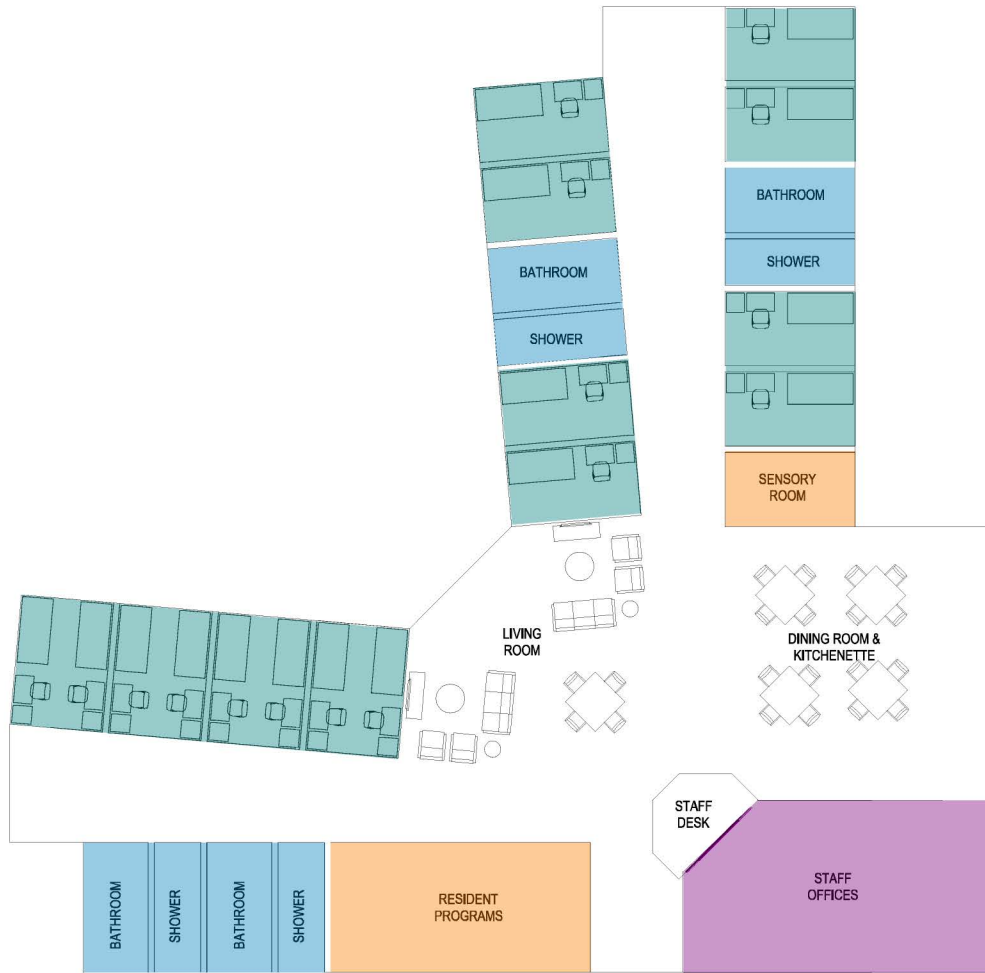 BATHROOM
SHOWER
BATHROOM
SHOWER
SENSORY
ROOM
LIVING
ROOM
DINING ROOM &
KITCHENETTE
STAFF
DESK
STAFF
OFFICES
RESIDENT
PROGRAMS
BATHROOM
SHOWER
BATHROOM
SHOWER